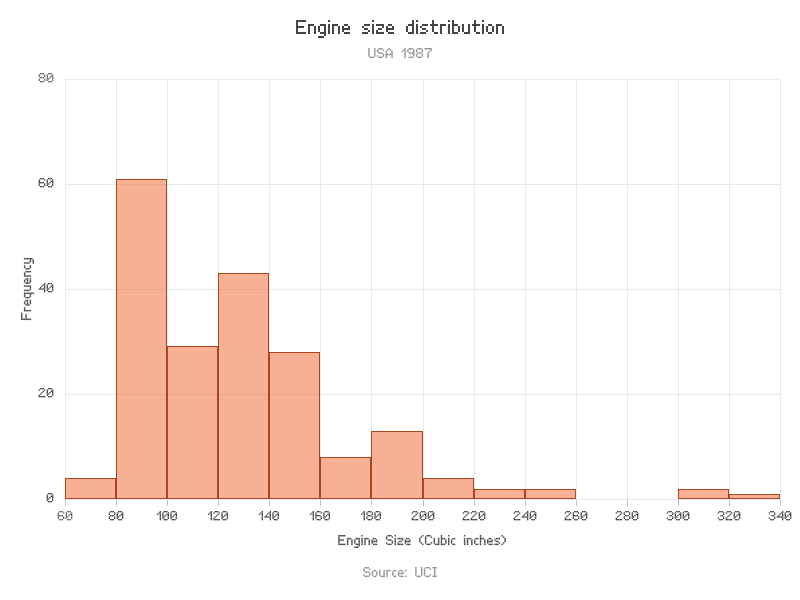 Engine size distribution
USA 1987
80
60
40
20
0
Frequency
60 80 100 120 140 160 180 200 220 240 260 280 300 320 340
Engine Size (Cubic inches)
Source: UCI